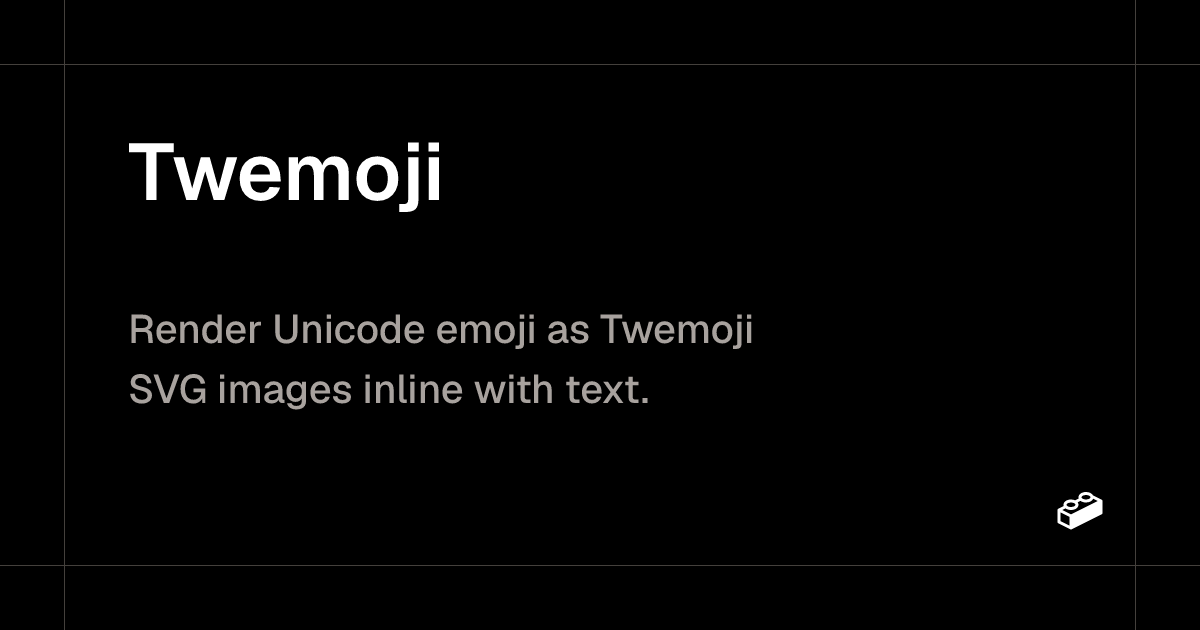 Twemoji
Render Unicode emoji as Twemoji
SVG images inline with text.